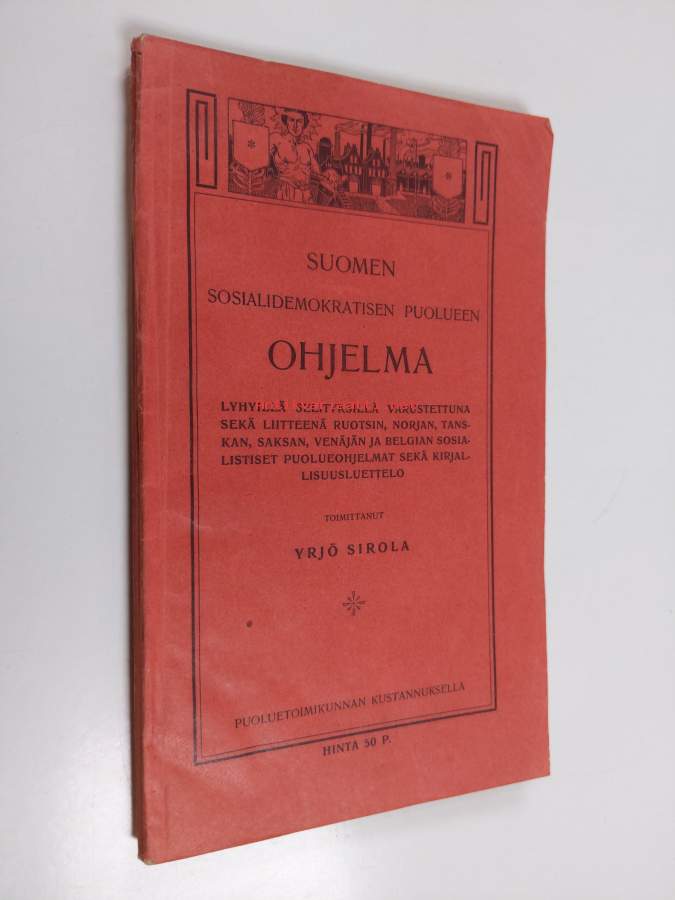 SUOMEN
SOSIALIDEMOKRATISEN PUOLUEEN
OHJELMA
LYHYILLÄ SELITYKSILLÄ VARUSTETTUNA
SEKÄ LIITTEENÄ RUOTSIN, NORJAN, TANS-
KAN, SAKSAN, VENÄJÄN JA BELGIAN SOSIA-
LISTISET PUOLUEOHJELMAT SEKÄ KIRJAL-
LISUUSLUETTELO
TOIMITTANUT
YRJÖ SIROLA
PUOLUETOIMIKUNNAN KUSTANNUKSELLA
HINTA 50 P.